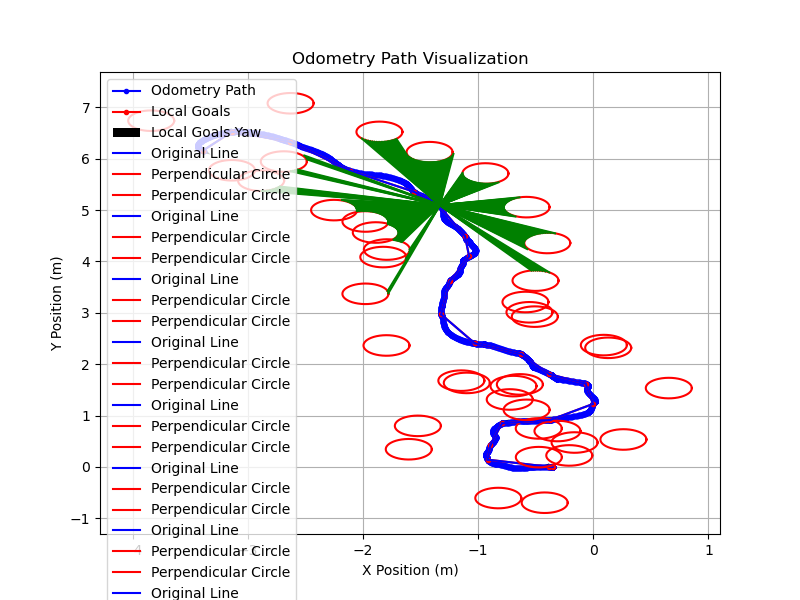 Odometry Path Visualization
Odometry Path
Local Goals
Local Goals Yaw
Original Line
Perpendicular Circle
Perpendicular Circle
Original Line
Perpendicular Circle
Perpendicular Circle
Original Line
Perpendicular Circle
Perpendicular Circle
Original Line
Perpendicular Circle
Perpendicular Circle
Original Line
Perpendicular Circle
Perpendicular Circle
Original Line
Perpendicular Circle
Perpendicular Circle
Original Line
Perpendicular Circle
Perpendicular Circle
Original Line
Y Position (m)
7
6
5
4
3
2
1
0
−1
−4 −3 −2 −1 0 1
X Position (m)